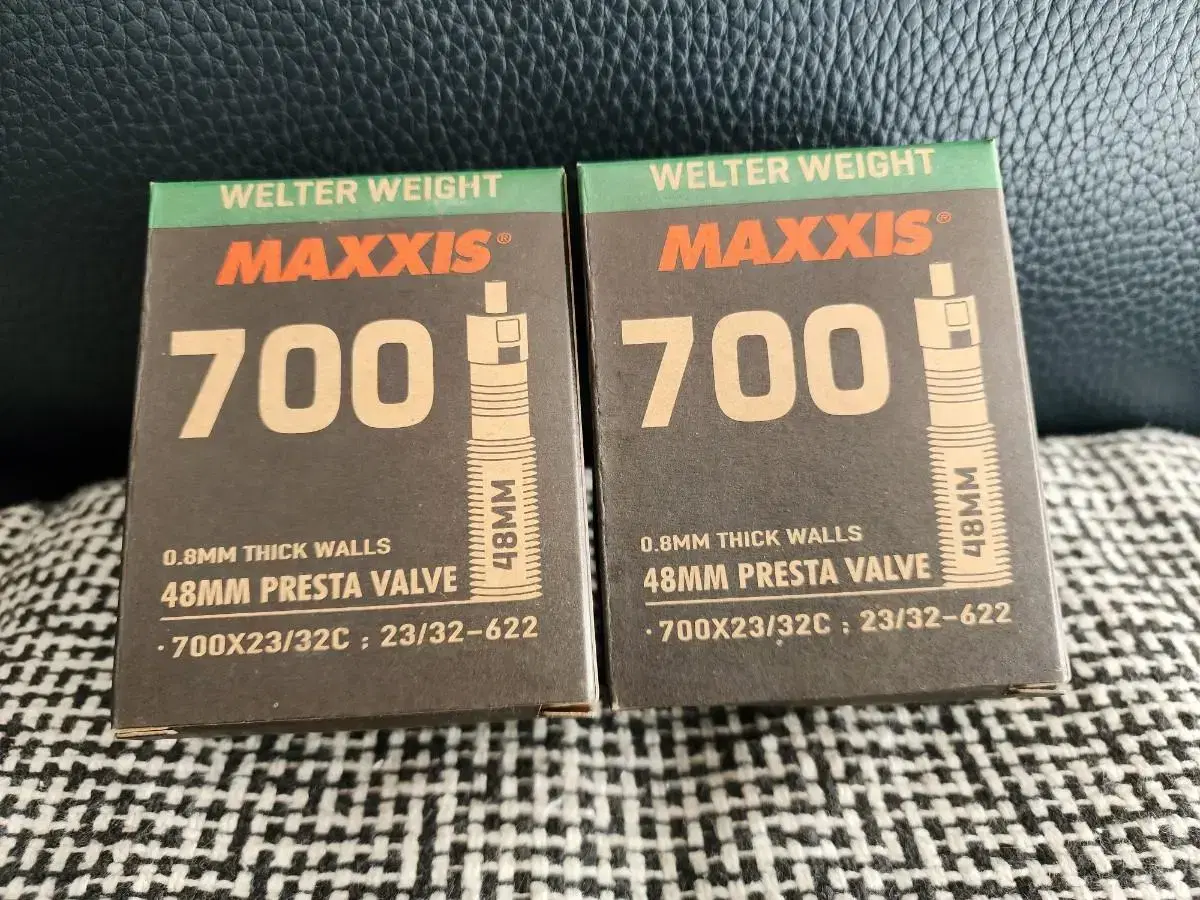 WELTER WEIGHT
MAXXIS®
700
48MM
0.8MM THICK WALLS
48MM PRESTA VALVE
·700X23/32C ; 23/32-622
WELTER WEIGHT
MAXXIS®
700
48MM
0.8MM THICK WALLS
48MM PRESTA VALVE
·700X23/32C ; 23/32-622